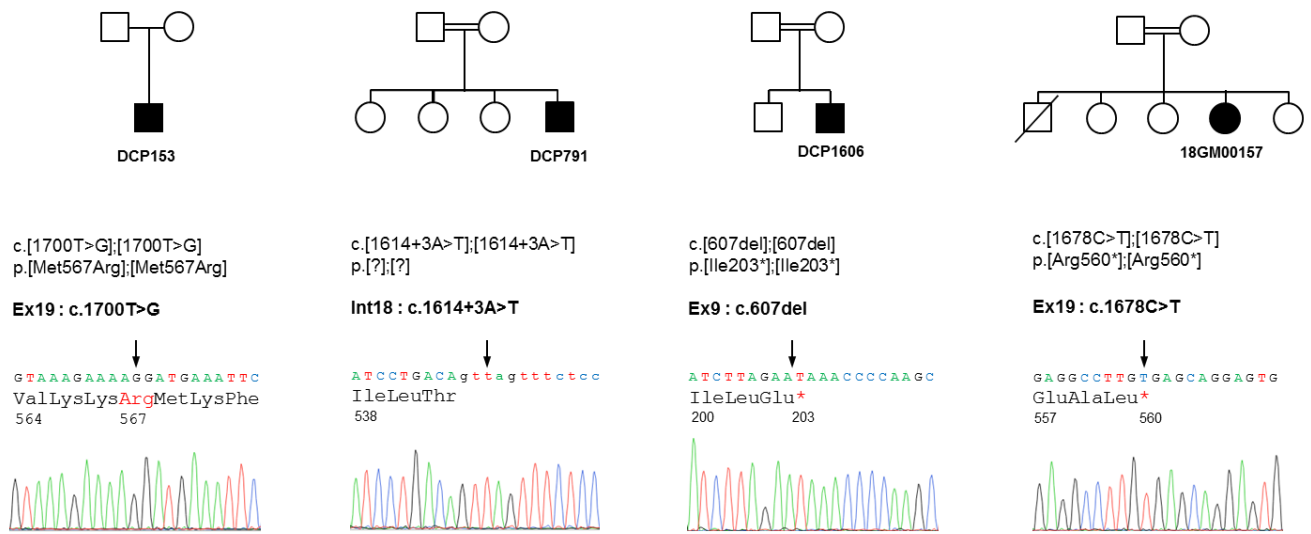 DCP153
DCP791
DCP1606
18GM00157
c.[1700T>G];[1700T>G]
p.[Met567Arg];[Met567Arg]
Ex19 : c.1700T>G
GTAAAGAAAAGGATGAAATTC
ValLysLysArgMetLysPhe
564 567
c.[1614+3A>T];[1614+3A>T]
p.[?];[?]
Int18 : c.1614+3A>T
ATCCTGACAgttagtttctcc
IleLeuThr
538
c.[607del];[607del]
p.[Ile203*];[Ile203*]
Ex9 : c.607del
ATCTTAGAATAAACCCCAAGC
IleLeuGlu*
200 203
c.[1678C>T];[1678C>T]
p.[Arg560*];[Arg560*]
Ex19 : c.1678C>T
GAGGCCTTGTGAGCAGGAGTG
GluAlaLeu*
557 560